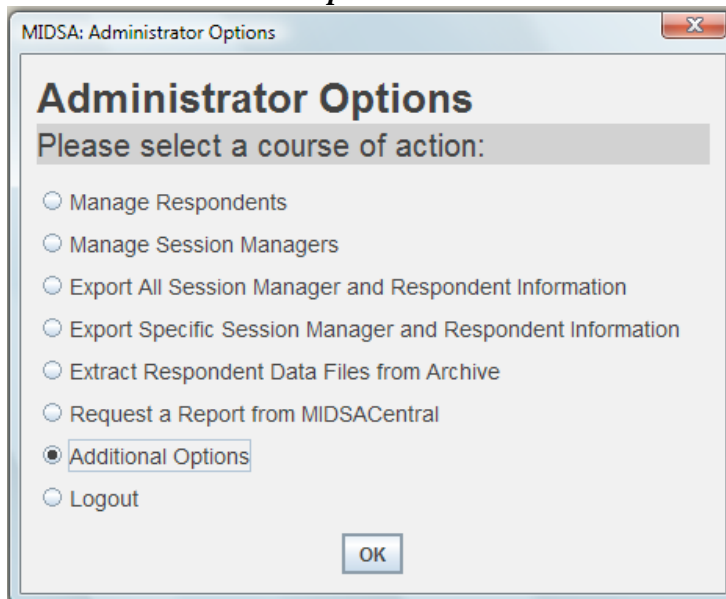 MIDSA: Administrator Options
Administrator Options
Please select a course of action:
Manage Respondents
Manage Session Managers
Export All Session Manager and Respondent Information
Export Specific Session Manager and Respondent Information
Extract Respondent Data Files from Archive
Request a Report from MIDSACentral
Additional Options
Logout
OK